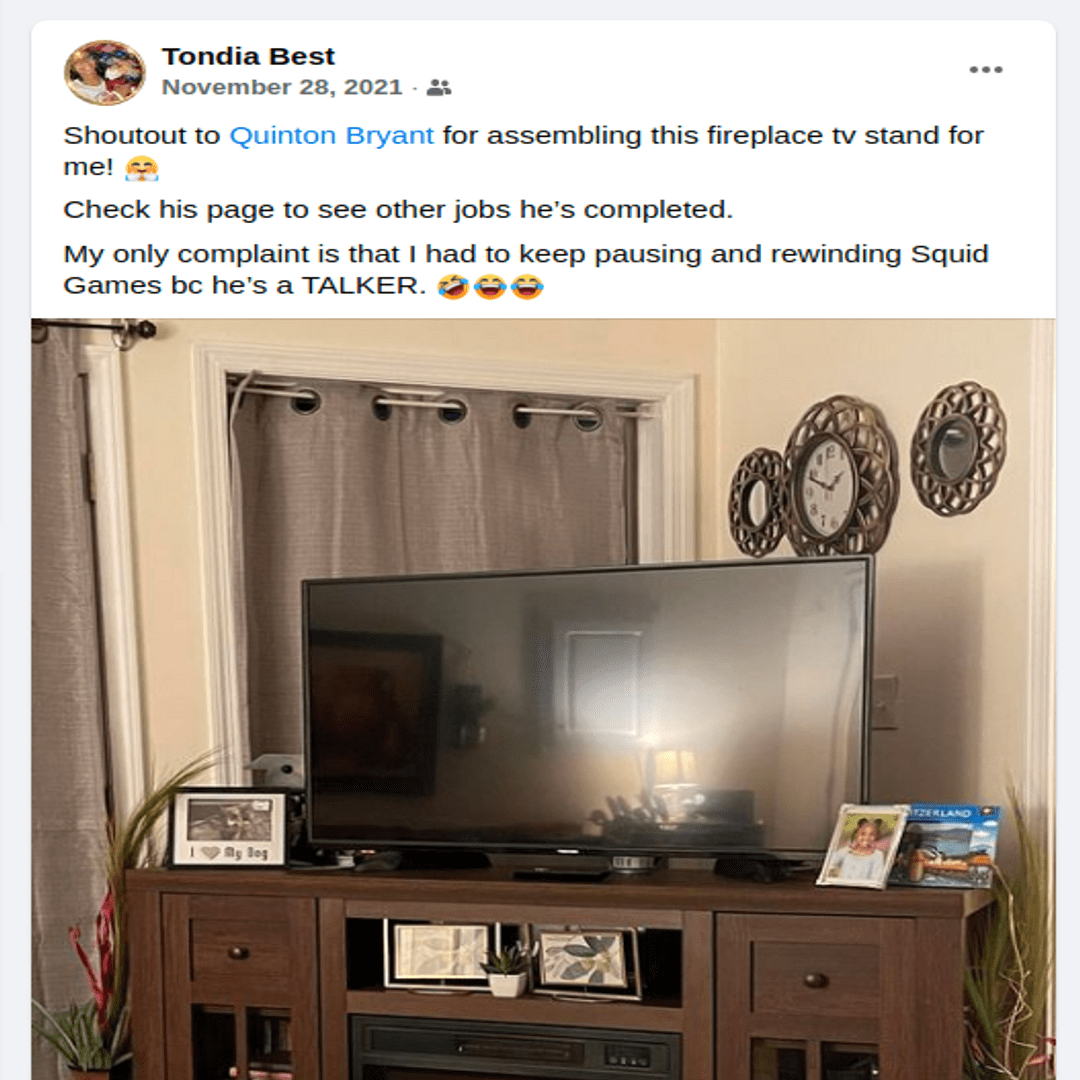 Tondia Best
November 28, 2021 ·
Shoutout to Quinton Bryant for assembling this fireplace tv stand for
me! 🤗
Check his page to see other jobs he's completed.
My only complaint is that I had to keep pausing and rewinding Squid
Games bc he's a TALKER. 🤣😂😂
I ♥ My Dog